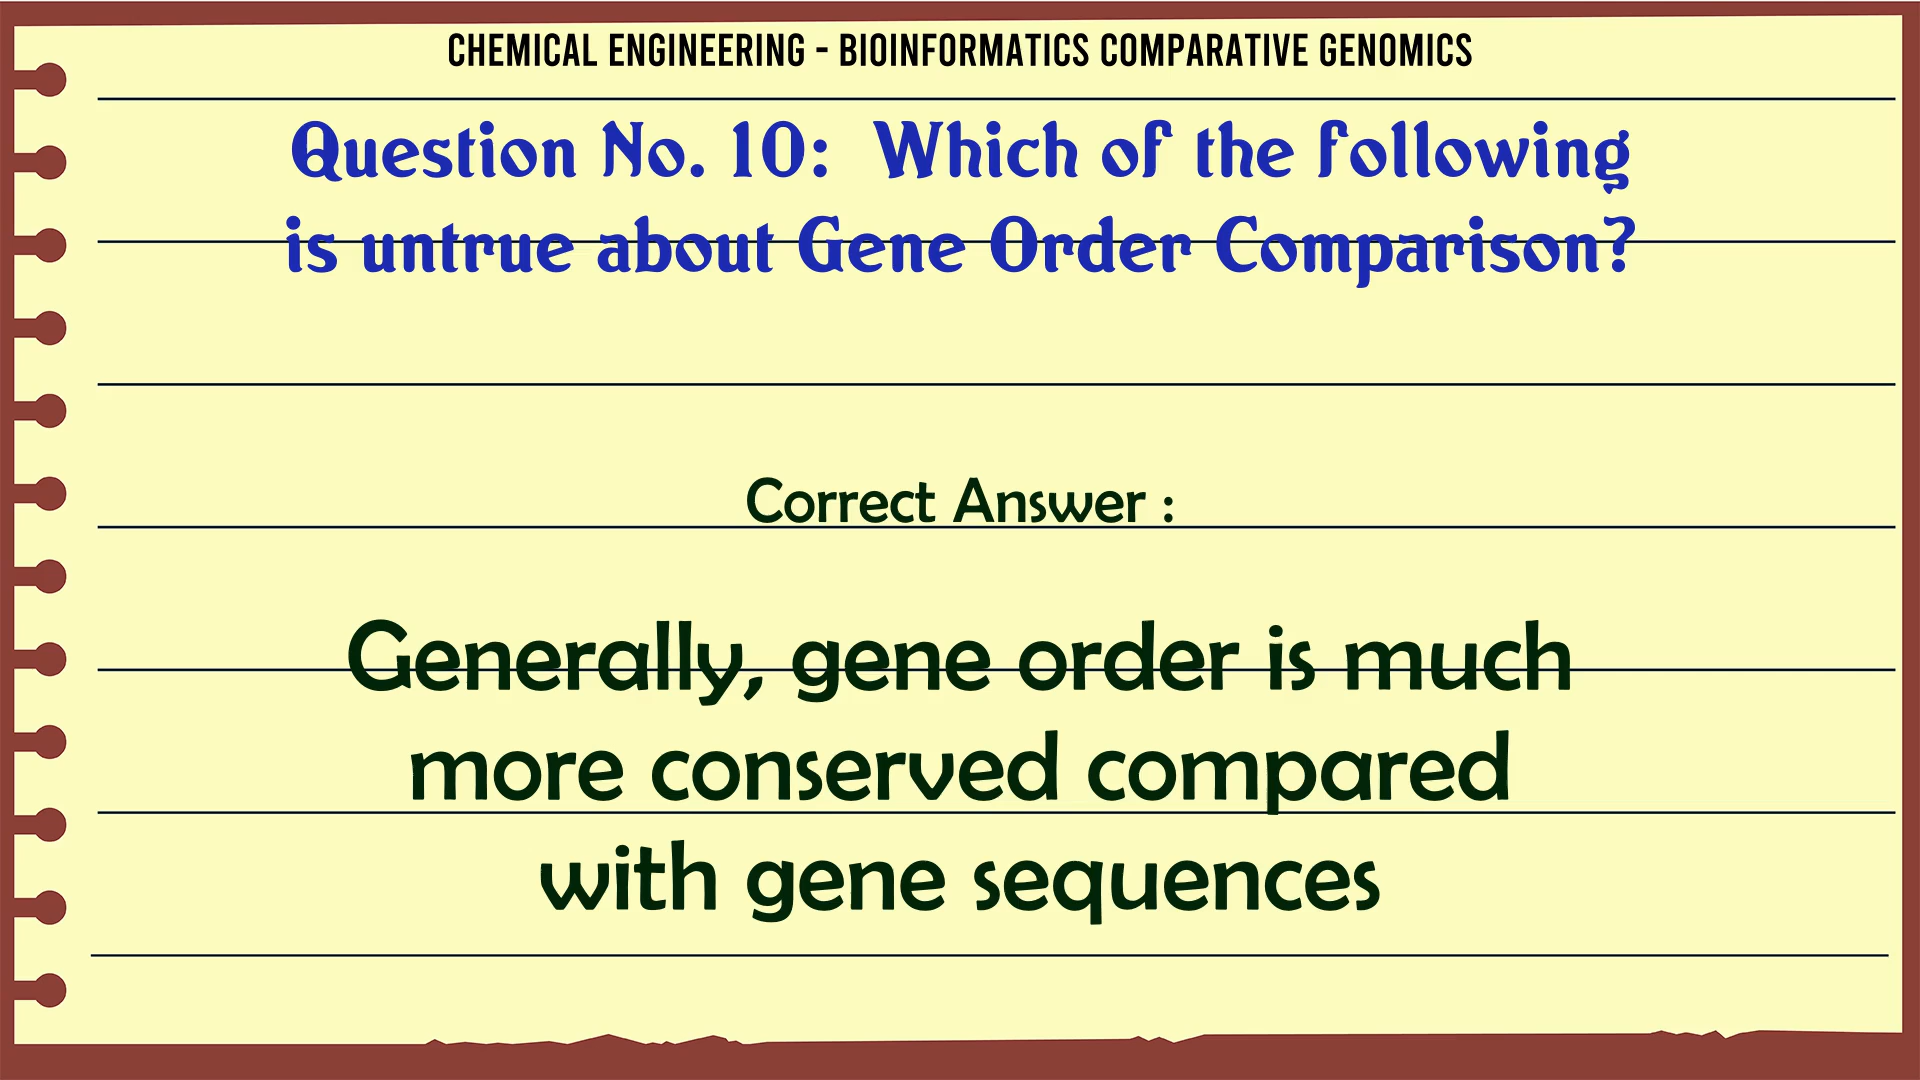 CHEMICAL ENGINEERING - BIOINFORMATICS COMPARATIVE GENOMICS
Question No. 10: Which of the following
is untrue about Gene Order Comparison?
Correct Answer :
Generally, gene order is much
more conserved compared
with gene sequences